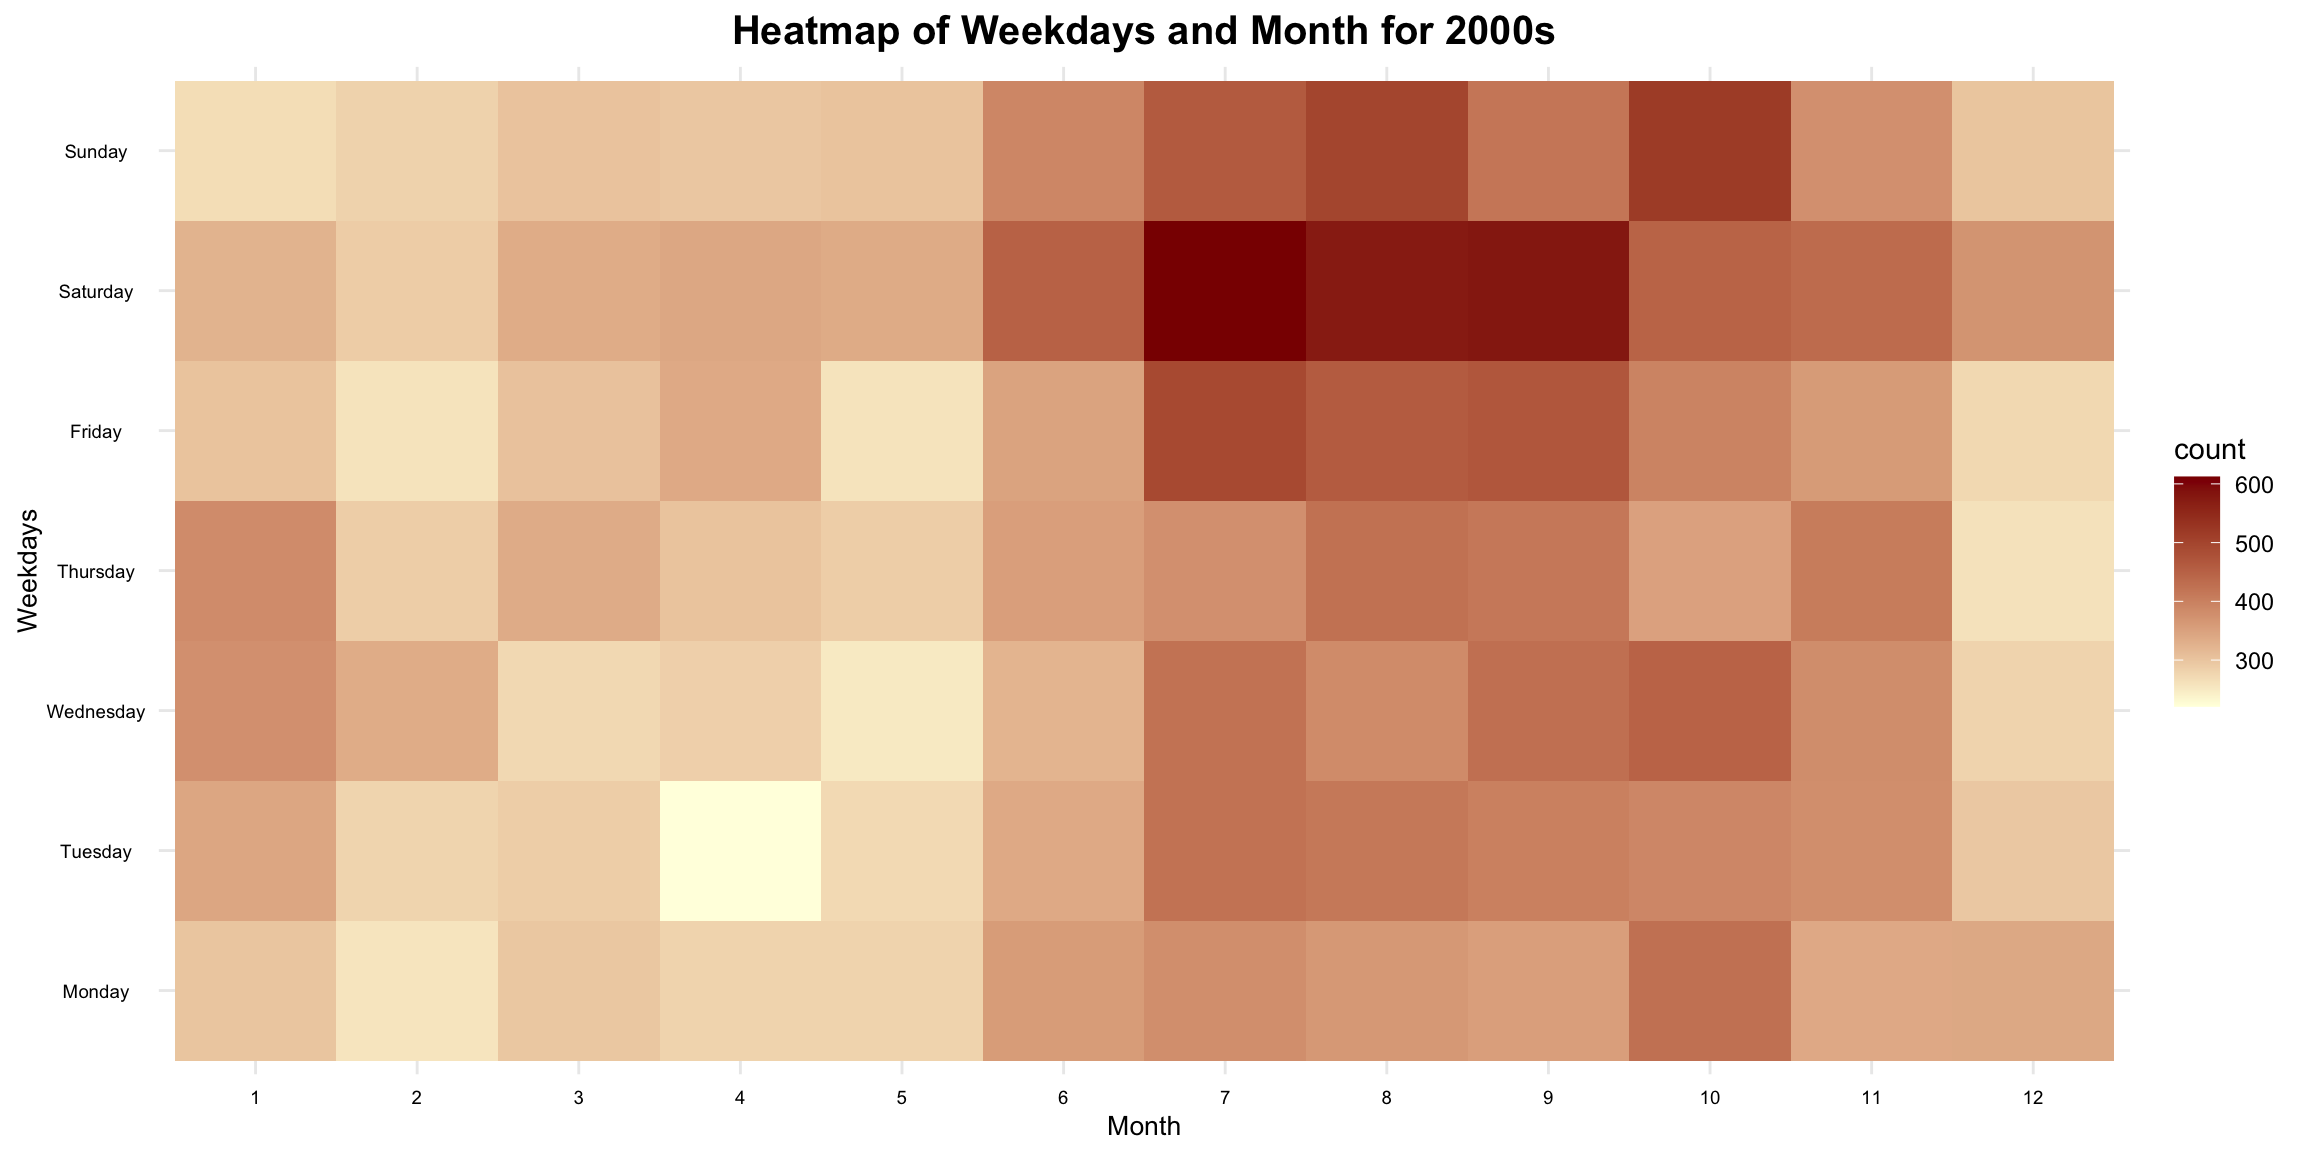 Heatmap of Weekdays and Month for 2000s
Weekdays
Sunday
Saturday
Friday
Thursday
Wednesday
Tuesday
Monday
1 2 3 4 5 6 7 8 9 10 11 12
Month
count
600
500
400
300